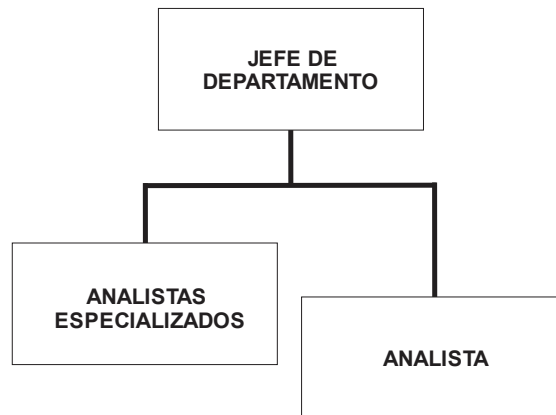 JEFE DE
DEPARTAMENTO
ANALISTAS
ESPECIALIZADOS
ANALISTA